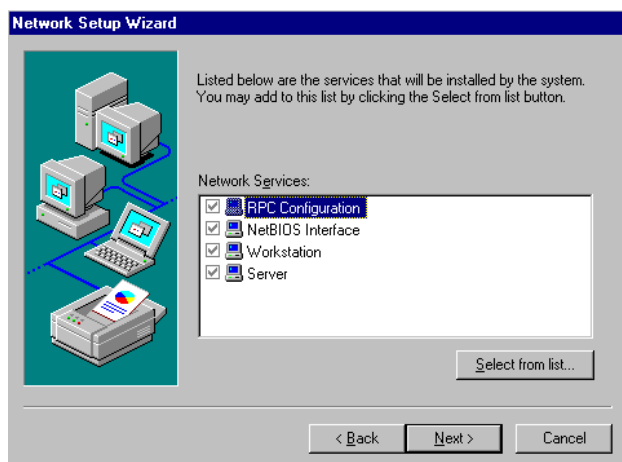 Network Setup Wizard
Listed below are the services that will be installed by the system.
You may add to this list by clicking the Select from list button.
Network Services:
RPC Configuration
NetBIOS Interface
Workstation
Server
Select from list...
< Back
Next >
Cancel